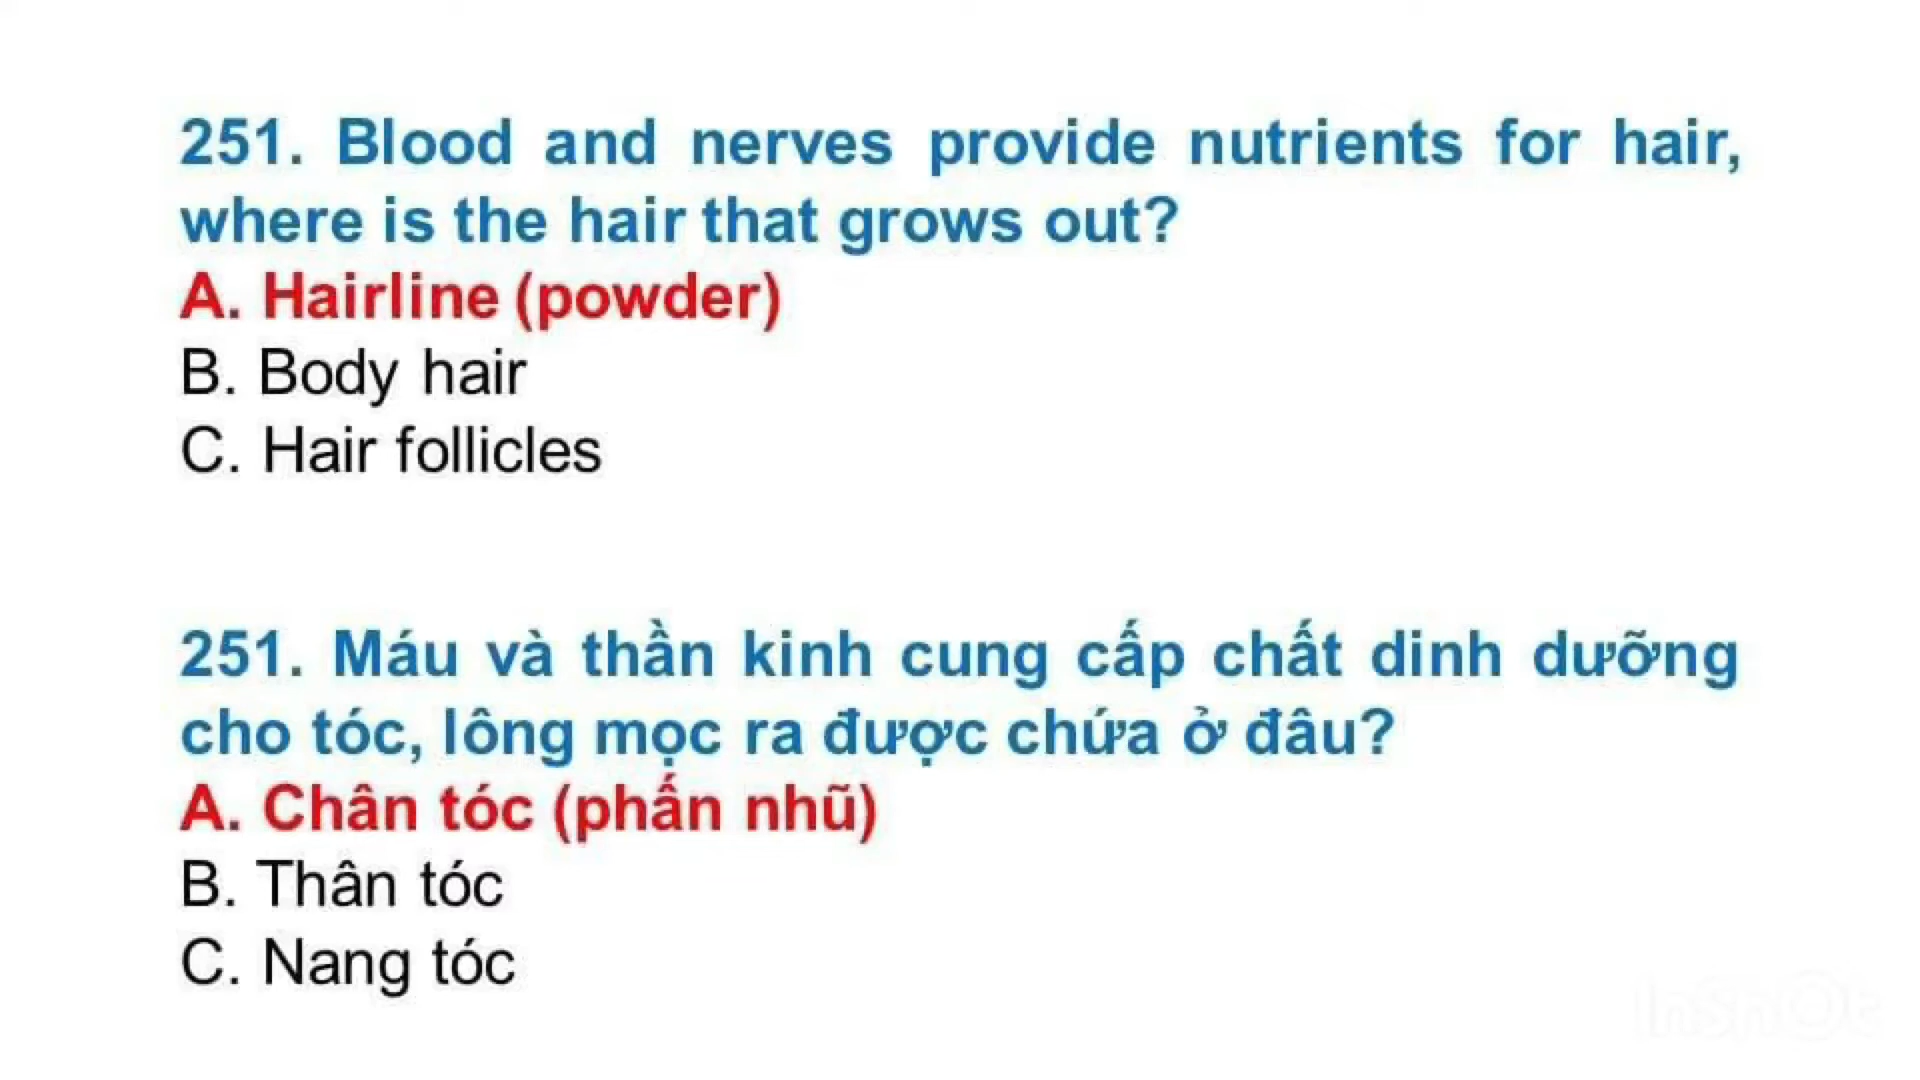 251. Blood and nerves provide nutrients for hair,
where is the hair that grows out?
A. Hairline (powder)
B. Body hair
C. Hair follicles
251. Máu và thần kinh cung cấp chất dinh dưỡng
cho tóc, lông mọc ra được chứa ở đâu?
A. Chân tóc (phấn nhũ)
B. Thân tóc
C. Nang tóc